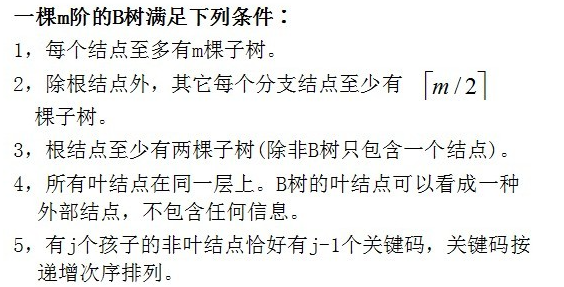 一棵m阶的B树满足下列条件：
1，每个结点至多有m棵子树。
2，除根结点外，其它每个分支结点至少有 ⌈m/2⌉
棵子树。
3，根结点至少有两棵子树(除非B树只包含一个结点)。
4，所有叶结点在同一层上。B树的叶结点可以看成一种
外部结点，不包含任何信息。
5，有j个孩子的非叶结点恰好有j-1个关键码，关键码按
递增次序排列。